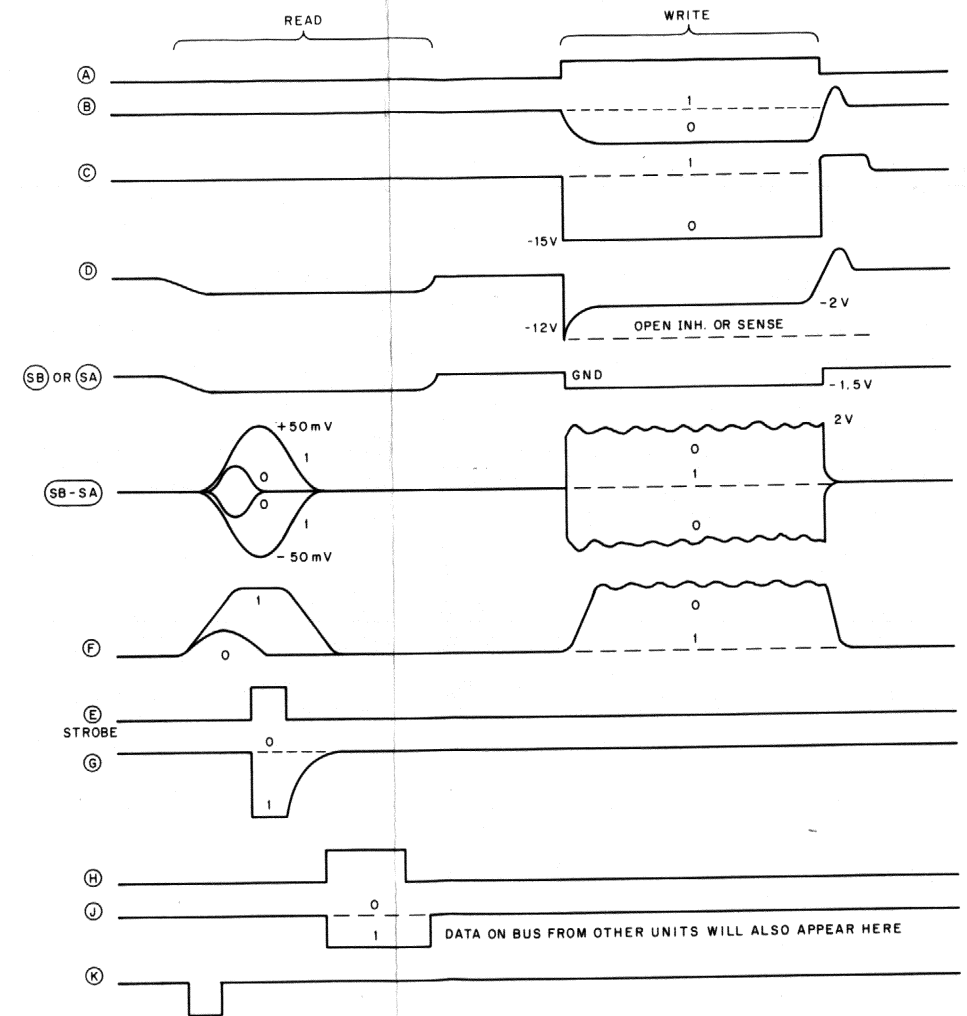 READ
WRITE
A
B
1
0
C
1
0
-15V
D
-2V
-12V
OPEN INH. OR SENSE
SB OR SA
GND
-1.5V
+50mV
2V
1
0
0
SB-SA
1
0
0
1
-50mV
1
0
F
0
1
E
STROBE
0
G
1
H
0
J
1
DATA ON BUS FROM OTHER UNITS WILL ALSO APPEAR HERE
K